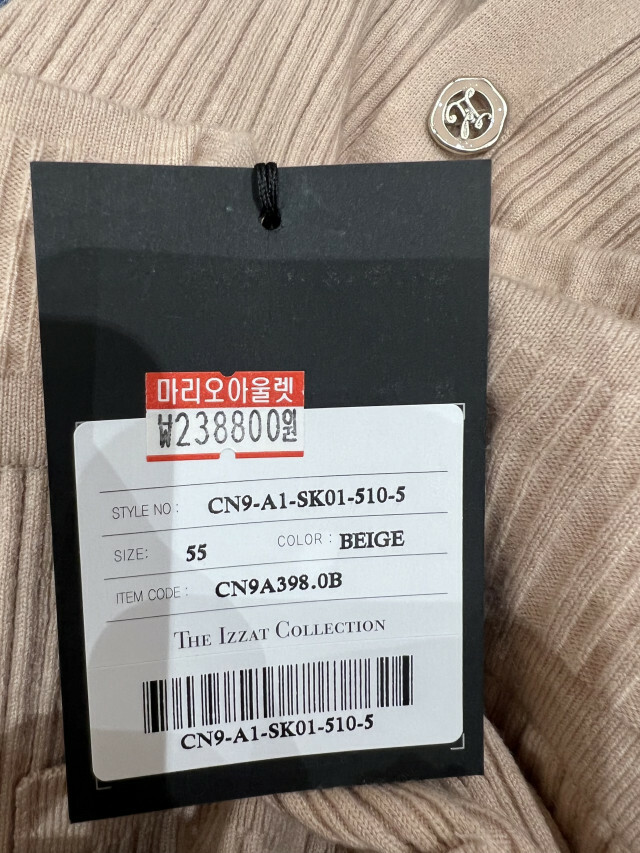 마리오아울렛
₩238800원
STYLE NO : CN9-A1-SK01-510-5
SIZE: 55 COLOR : BEIGE
ITEM CODE : CN9A398.0B
THE IZZAT COLLECTION
CN9-A1-SK01-510-5